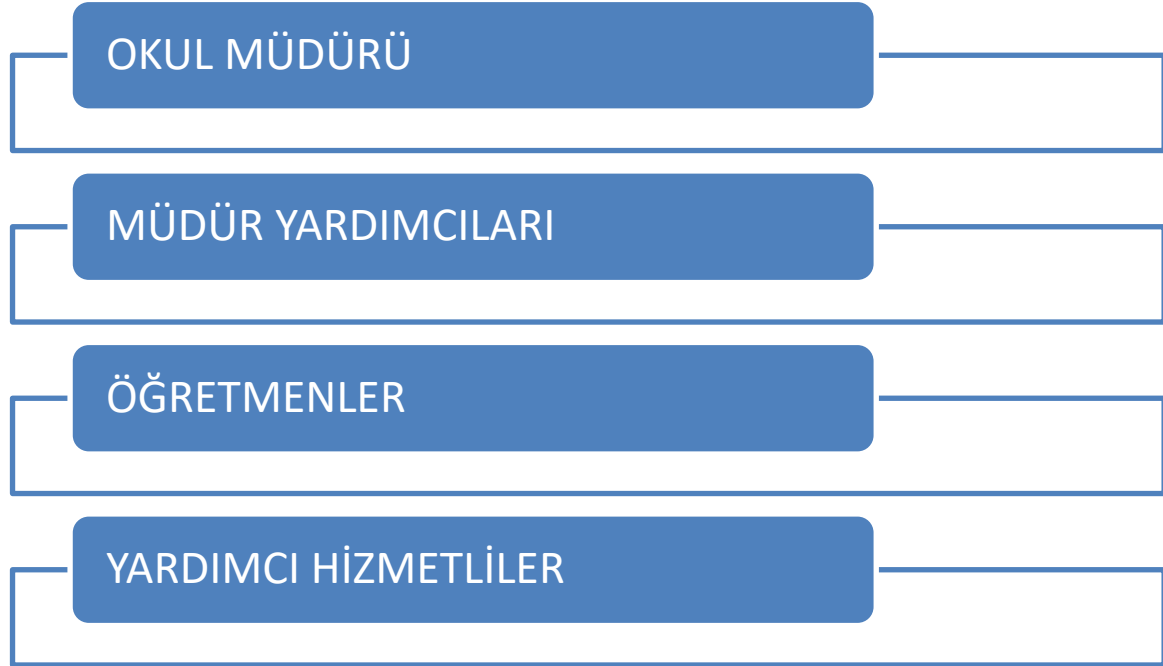 OKUL MÜDÜRÜ
MÜDÜR YARDIMCILARI
ÖĞRETMENLER
YARDIMCI HİZMETLİLER